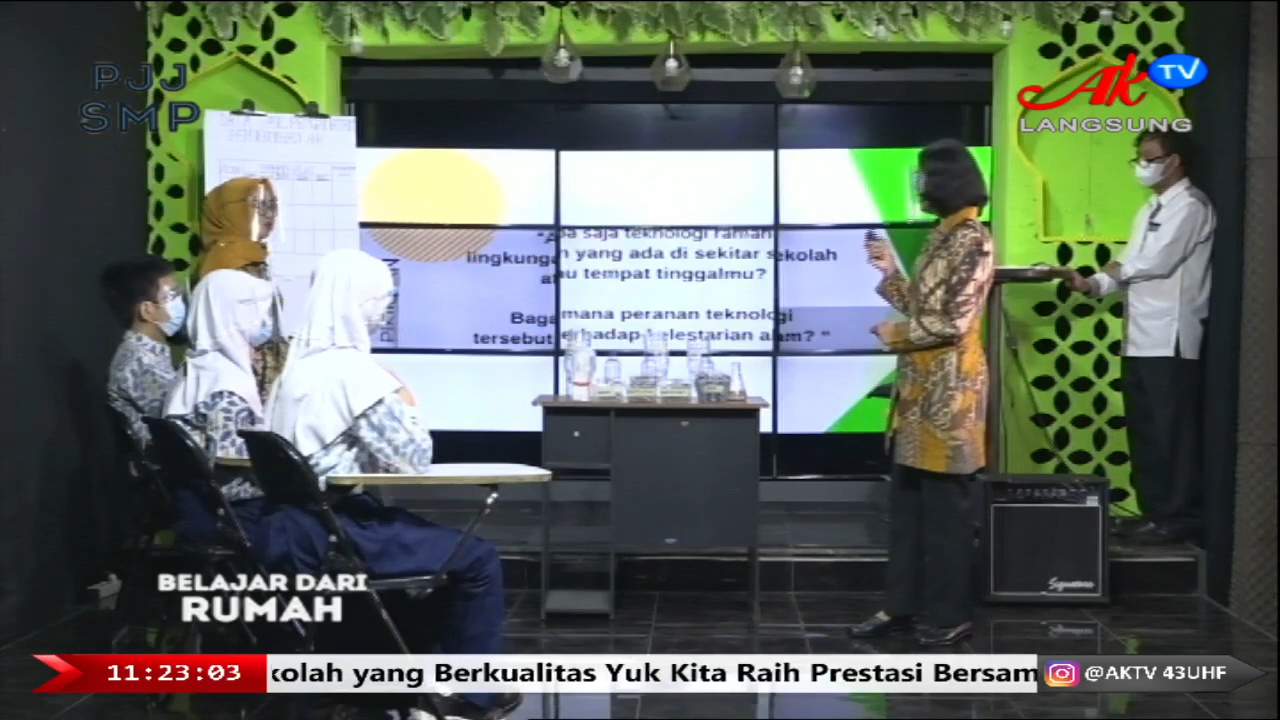 PJJ
SMP
Ak TV
LANGSUNG
saja teknologi ramah
lingkungan yang ada di sekitar sekolah
tempat tinggalmu?
Bagaimana peranan teknologi
tersebut terhadap kelestarian alam? "
Signature
BELAJAR DARI
RUMAH
11:23:03
kolah yang Berkualitas Yuk Kita Raih Prestasi Bersam
@AKTV 43UHF